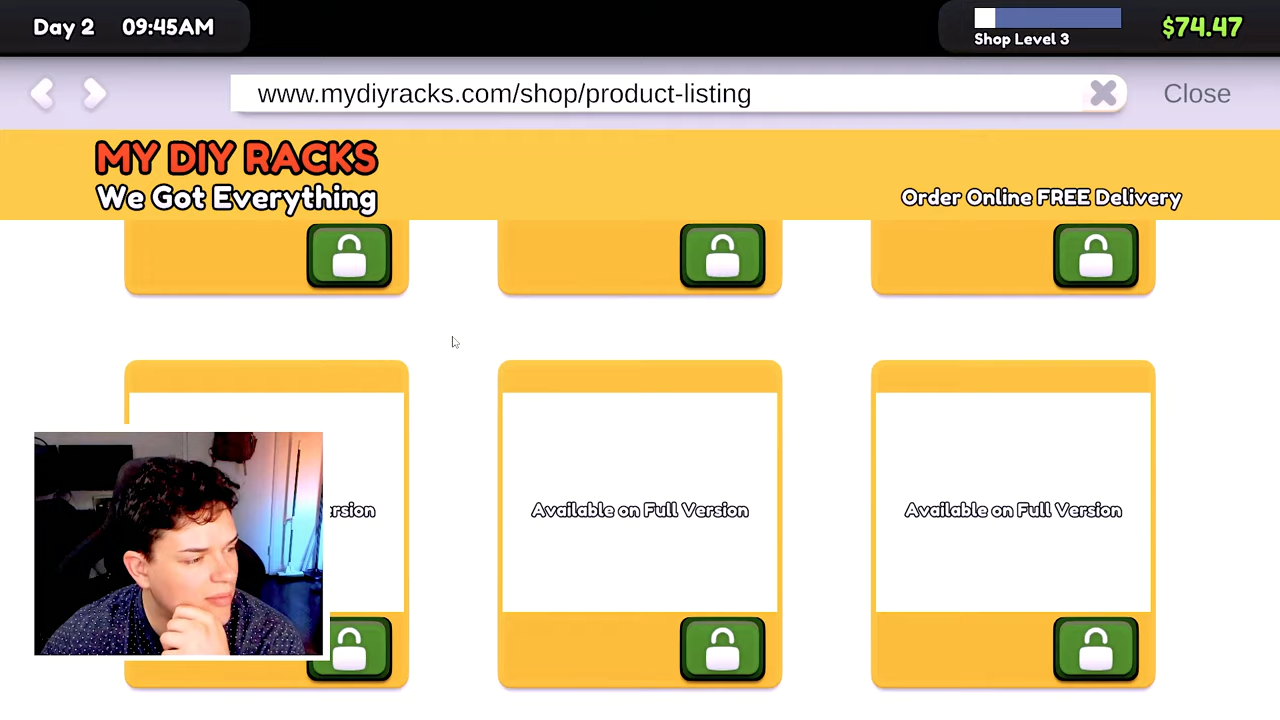 Day 2 09:45AM
Shop Level 3
$74.47
www.mydiyracks.com/shop/product-listing
Close
MY DIY RACKS
We Got Everything
Order Online FREE Delivery
Available on Full Version
Available on Full Version